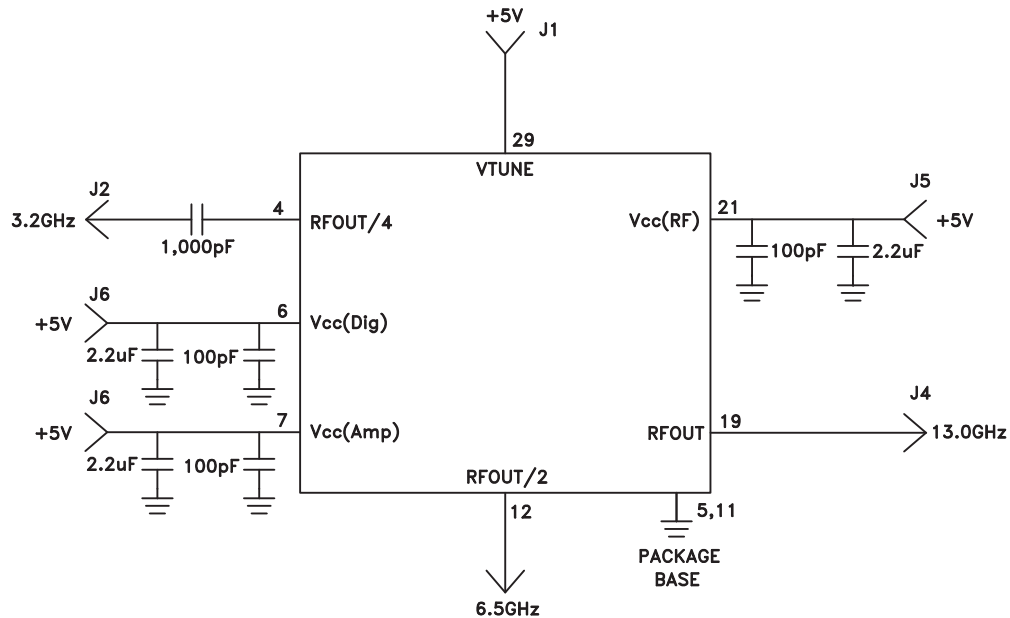 +5V
J1
29
VTUNE
J2
3.2GHz
1,000pF
4
RFOUT/4
J6
+5V
2.2uF
100pF
6
Vcc(Dig)
J6
+5V
2.2uF
100pF
7
Vcc(Amp)
Vcc(RF)
21
100pF
2.2uF
J5
+5V
RFOUT
19
J4
13.0GHz
RFOUT/2
12
6.5GHz
5,11
PACKAGE
BASE